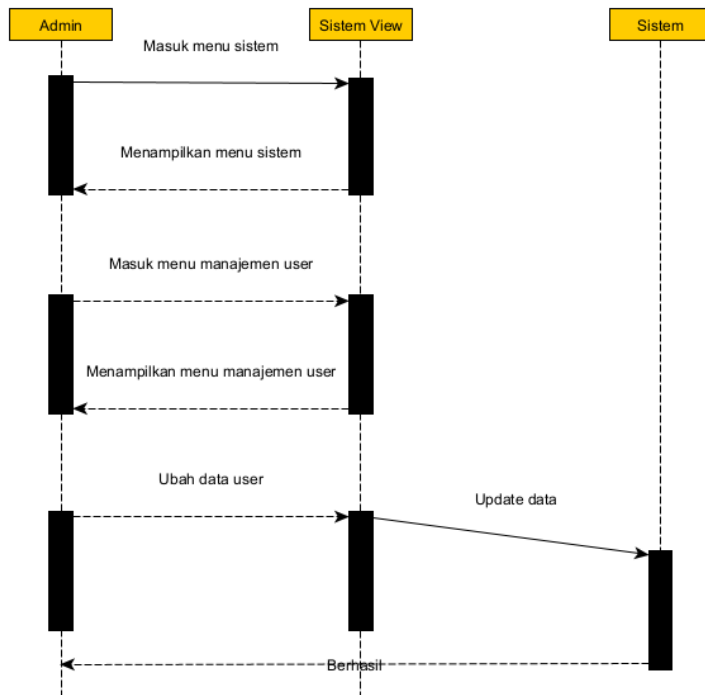 Admin
Sistem View
Sistem
Masuk menu sistem
Menampilkan menu sistem
Masuk menu manajemen user
Menampilkan menu manajemen user
Ubah data user
Update data
Berhasil